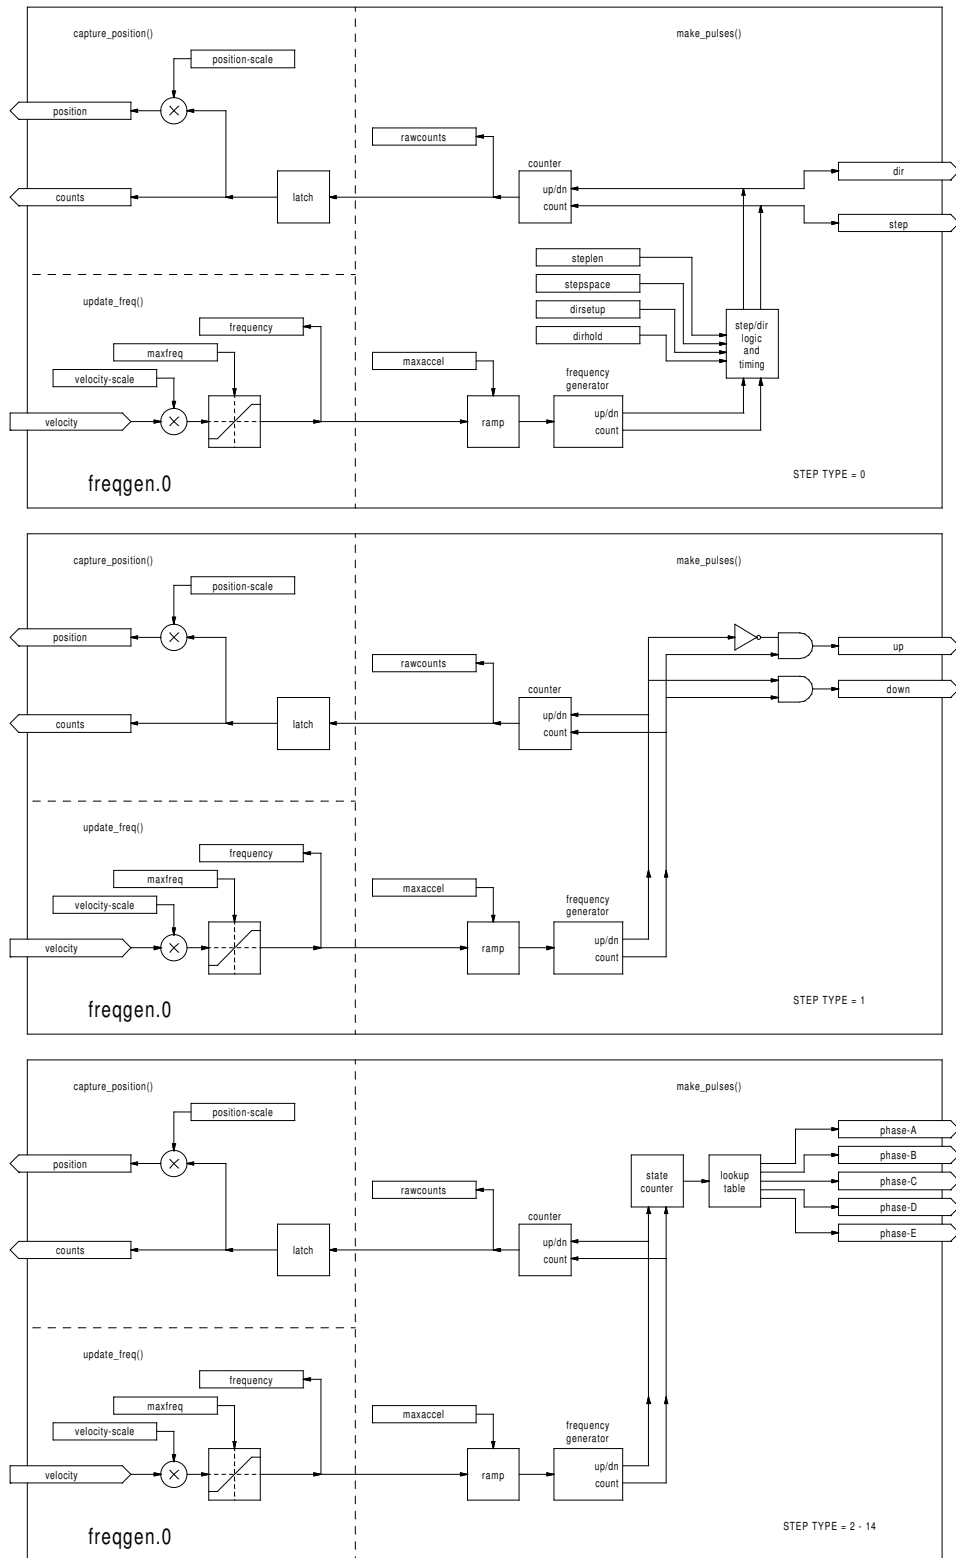 capture_position()
make_pulses()
position-scale
position
rawcounts
counter
up/dn
count
latch
counts
dir
step
steplen
stepspace
dirsetup
dirhold
step/dir
logic
and
timing
update_freq()
frequency
maxfreq
velocity-scale
velocity
maxaccel
ramp
frequency
generator
up/dn
count
freqgen.0
STEP TYPE = 0
capture_position()
make_pulses()
position-scale
position
rawcounts
counter
up/dn
count
latch
counts
up
down
update_freq()
frequency
maxfreq
velocity-scale
velocity
maxaccel
ramp
frequency
generator
up/dn
count
freqgen.0
STEP TYPE = 1
capture_position()
make_pulses()
position-scale
position
rawcounts
counter
up/dn
count
latch
counts
state
counter
lookup
table
phase-A
phase-B
phase-C
phase-D
phase-E
update_freq()
frequency
maxfreq
velocity-scale
velocity
maxaccel
ramp
frequency
generator
up/dn
count
freqgen.0
STEP TYPE = 2 - 14